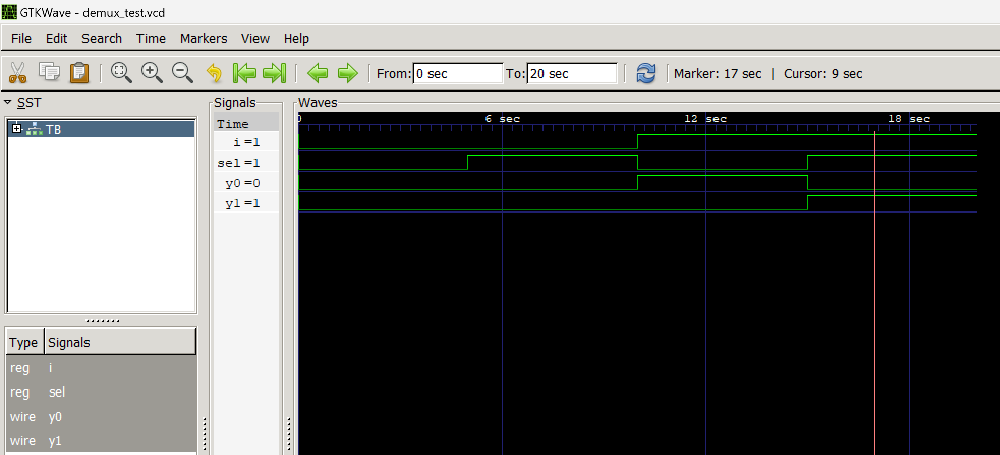 GTKWave - demux_test.vcd
File Edit Search Time Markers View Help
From: 0 sec To: 20 sec Marker: 17 sec | Cursor: 9 sec
SST
TB
Type Signals
reg i
reg sel
wire y0
wire y1
Signals
Time
i =1
sel =1
y0 =0
y1 =1
Waves
0 6 sec 12 sec 18 sec